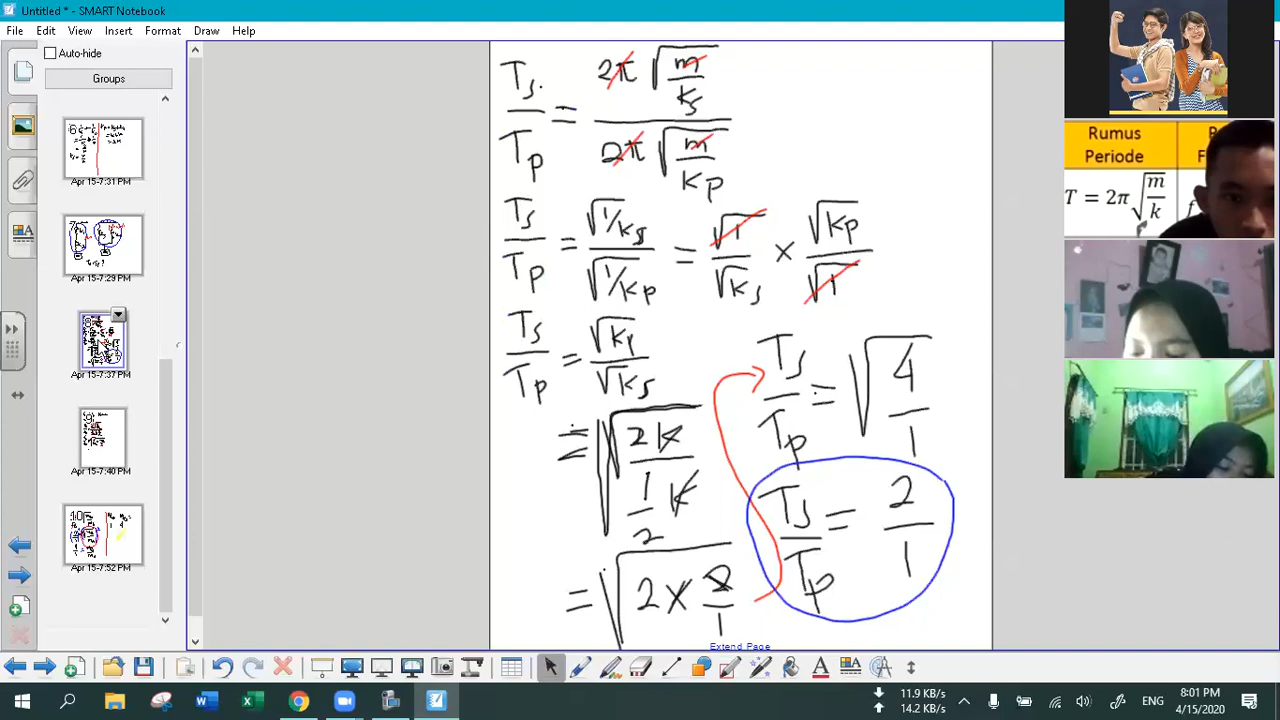 Untitled * - SMART Notebook
File Edit View Insert Format Draw Help
Auto-hide
Groups
Apr 15-7:31 PM
Apr 15-7:29 PM
Apr 15-7:37 PM
Apr 15-7:40 PM
Apr 15-7:52 PM
Ts/Tp = 2π √(m/ks) / 2π √(m/kp)
Ts/Tp = √(1/ks) / √(1/kp) = √1/√ks × √kp/√1
Ts/Tp = √kp/√ks
= √(2k / ½ k)
= √(2 × 2/1)
Ts/Tp = √(4/1)
Ts/Tp = 2/1
Extend Page
Rumus
Periode
T = 2π √(m/k)
f
11.9 KB/s
14.2 KB/s
ENG
8:01 PM
4/15/2020